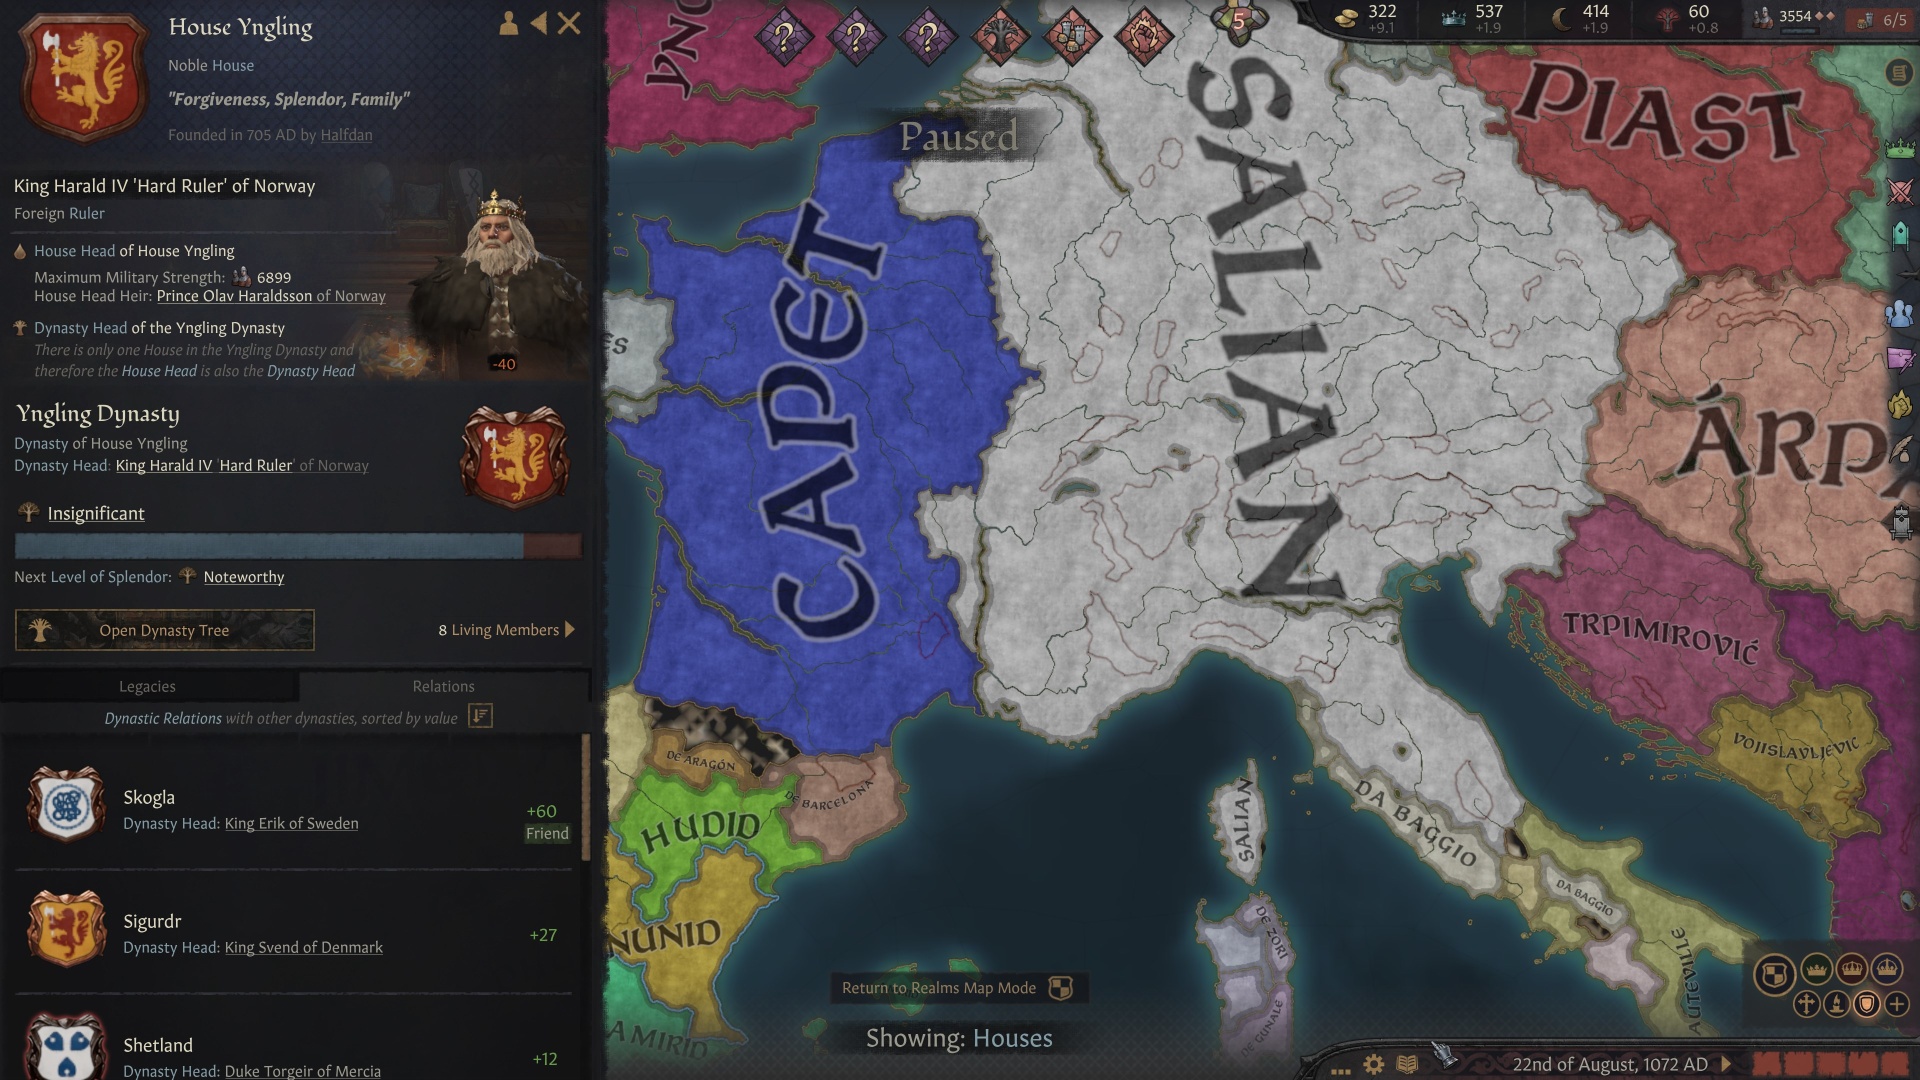 House Yngling
Noble House
"Forgiveness, Splendor, Family"
Founded in 705 AD by Halfdan
King Harald IV 'Hard Ruler' of Norway
Foreign Ruler
House Head of House Yngling
Maximum Military Strength: 6899
House Head Heir: Prince Olav Haraldsson of Norway
Dynasty Head of the Yngling Dynasty
There is only one House in the Yngling Dynasty and
therefore the House Head is also the Dynasty Head
-40
Yngling Dynasty
Dynasty of House Yngling
Dynasty Head: King Harald IV 'Hard Ruler' of Norway
Insignificant
Next Level of Splendor: Noteworthy
Open Dynasty Tree
8 Living Members
Legacies
Relations
Dynastic Relations with other dynasties, sorted by value
Skogla
Dynasty Head: King Erik of Sweden
+60
Friend
Sigurdr
Dynasty Head: King Svend of Denmark
+27
Shetland
Dynasty Head: Duke Torgeir of Mercia
+12
? ? ?
5
322
+9.1
537
+1.9
414
+1.9
60
+0.8
3554
6/5
Paused
YNG
SALIAN
PIAST
CAPET
ES
ÁRPÁ
TRPIMIROVIĆ
VOJISLAVLJEVIĆ
DE ARAGÓN
DE BARCELONA
HUDID
NUNID
AMIRID
SALIAN
DA BAGGIO
DA BAGGIO
DE ZORI
DE GUNALE
AUTEVILLE
Return to Realms Map Mode
Showing: Houses
22nd of August, 1072 AD